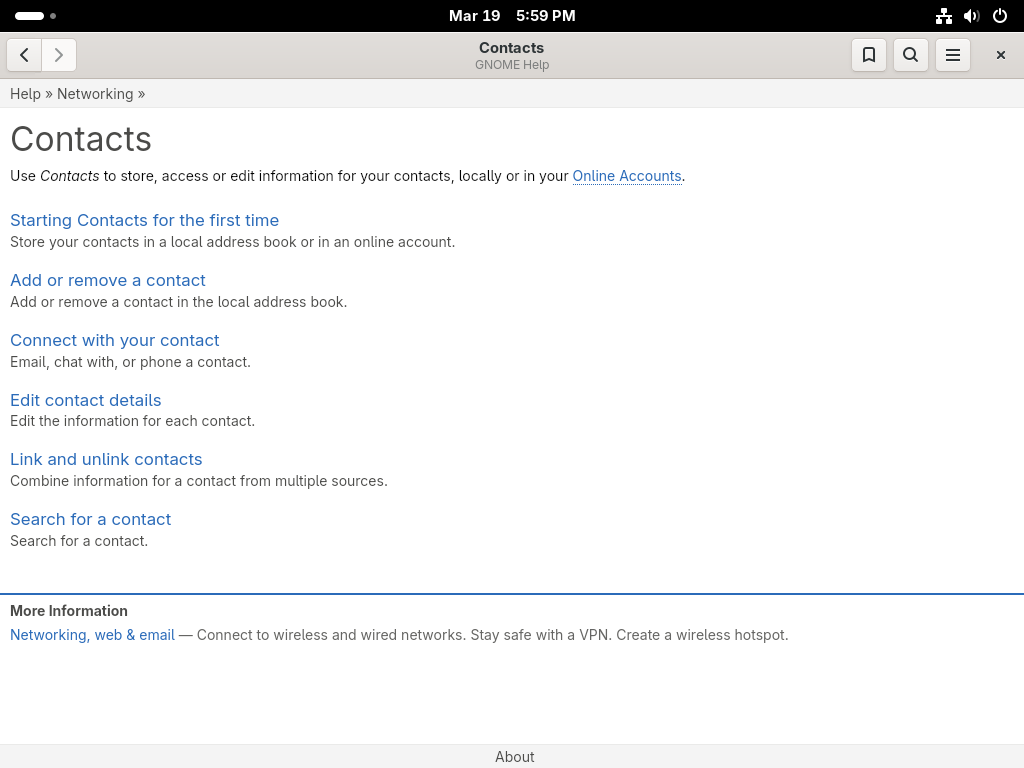 Mar 19 5:59 PM
Contacts
GNOME Help
Help » Networking »
Contacts
Use Contacts to store, access or edit information for your contacts, locally or in your Online Accounts.
Starting Contacts for the first time
Store your contacts in a local address book or in an online account.
Add or remove a contact
Add or remove a contact in the local address book.
Connect with your contact
Email, chat with, or phone a contact.
Edit contact details
Edit the information for each contact.
Link and unlink contacts
Combine information for a contact from multiple sources.
Search for a contact
Search for a contact.
More Information
Networking, web & email — Connect to wireless and wired networks. Stay safe with a VPN. Create a wireless hotspot.
About